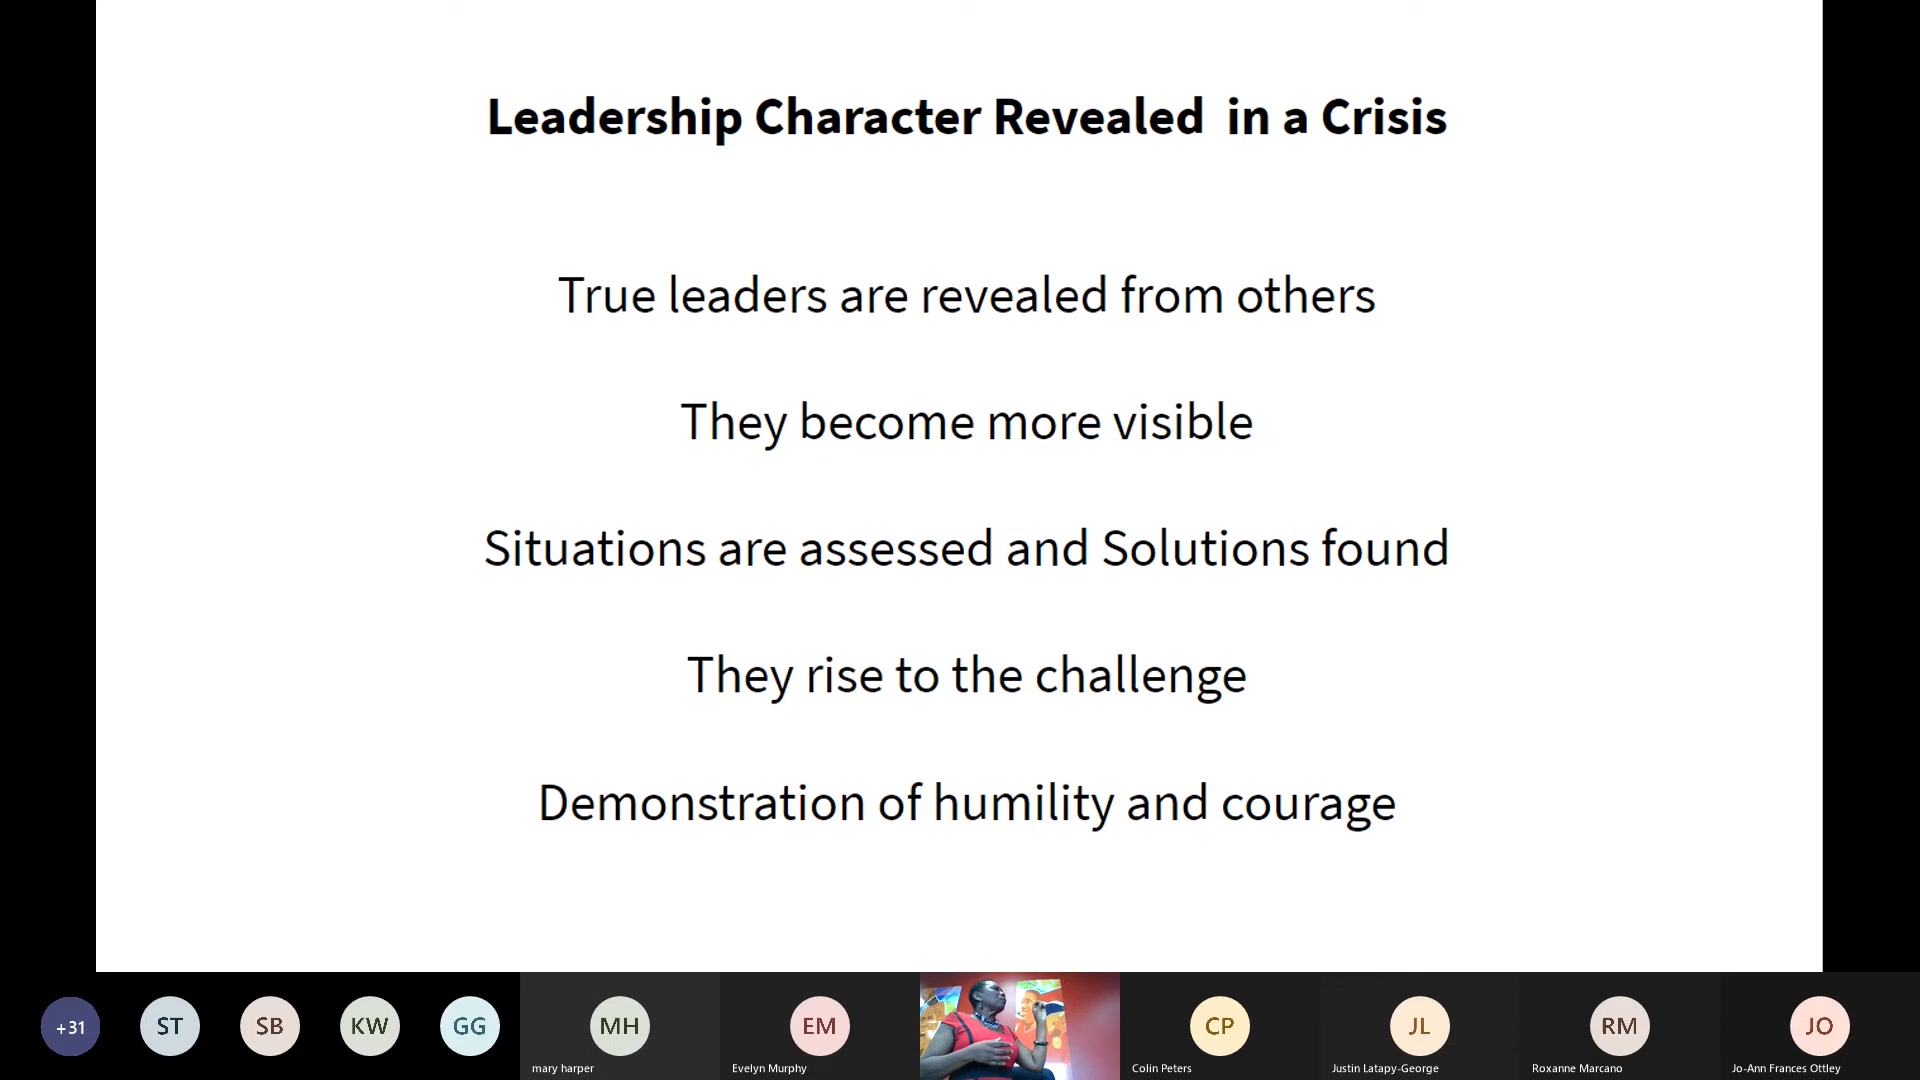 Leadership Character Revealed  in a Crisis
True leaders are revealed from others
They become more visible
Situations are assessed and Solutions found
They rise to the challenge
Demonstration of humility and courage
+31
ST
SB
KW
GG
MH
mary harper
EM
Evelyn Murphy
CP
Colin Peters
JL
Justin Latapy-George
RM
Roxanne Marcano
JO
Jo-Ann Frances Ottley